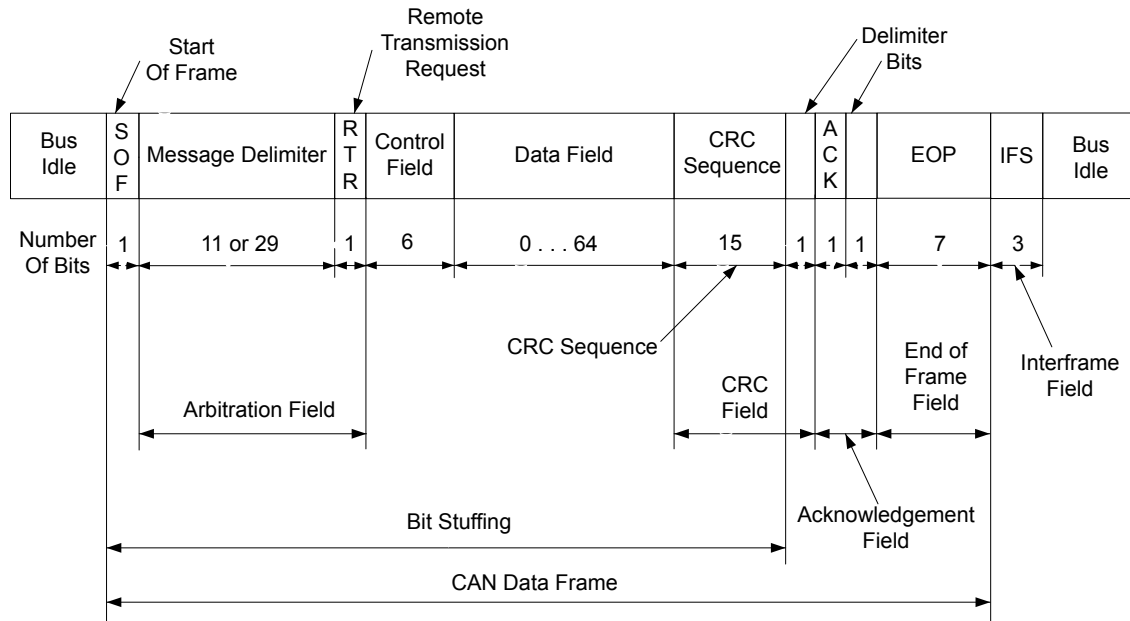 Start
Of Frame
Remote
Transmission
Request
Delimiter
Bits
Bus
Idle
SOF
Message Delimiter
RTR
Control
Field
Data Field
CRC
Sequence
ACK
EOP
IFS
Bus
Idle
Number
Of Bits
1
11 or 29
1
6
0 . . . 64
15
1
1
1
7
3
CRC Sequence
Arbitration Field
CRC
Field
End of
Frame
Field
Interframe
Field
Bit Stuffing
Acknowledgement
Field
CAN Data Frame